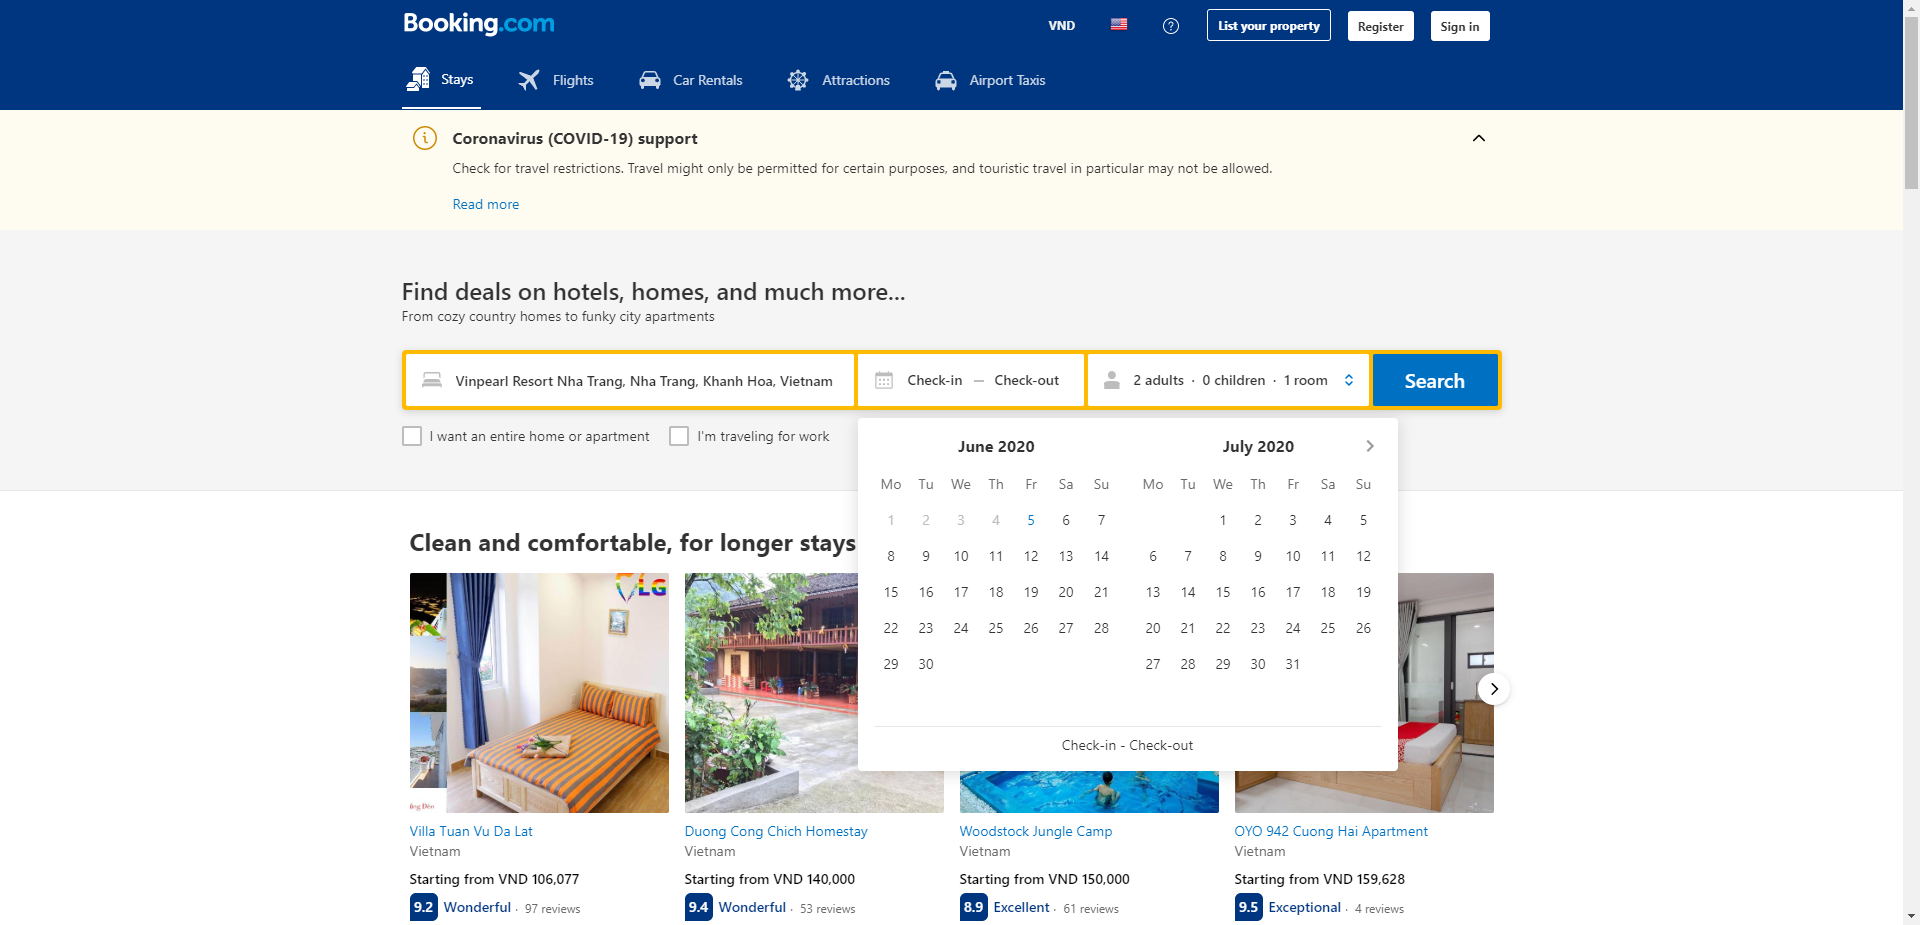 Booking.com
VND
List your property
Register
Sign in
Stays
Flights
Car Rentals
Attractions
Airport Taxis
Coronavirus (COVID-19) support
Check for travel restrictions. Travel might only be permitted for certain purposes, and touristic travel in particular may not be allowed.
Read more
Find deals on hotels, homes, and much more...
From cozy country homes to funky city apartments
Vinpearl Resort Nha Trang, Nha Trang, Khanh Hoa, Vietnam
Check-in — Check-out
2 adults · 0 children · 1 room
Search
I want an entire home or apartment
I'm traveling for work
June 2020
Mo Tu We Th Fr Sa Su
1 2 3 4 5 6 7
8 9 10 11 12 13 14
15 16 17 18 19 20 21
22 23 24 25 26 27 28
29 30
July 2020
Mo Tu We Th Fr Sa Su
1 2 3 4 5
6 7 8 9 10 11 12
13 14 15 16 17 18 19
20 21 22 23 24 25 26
27 28 29 30 31
Check-in - Check-out
Clean and comfortable, for longer stays
LG
Villa Tuan Vu Da Lat
Vietnam
Starting from VND 106,077
9.2 Wonderful · 97 reviews
Duong Cong Chich Homestay
Vietnam
Starting from VND 140,000
9.4 Wonderful · 53 reviews
Woodstock Jungle Camp
Vietnam
Starting from VND 150,000
8.9 Excellent · 61 reviews
OYO 942 Cuong Hai Apartment
Vietnam
Starting from VND 159,628
9.5 Exceptional · 4 reviews